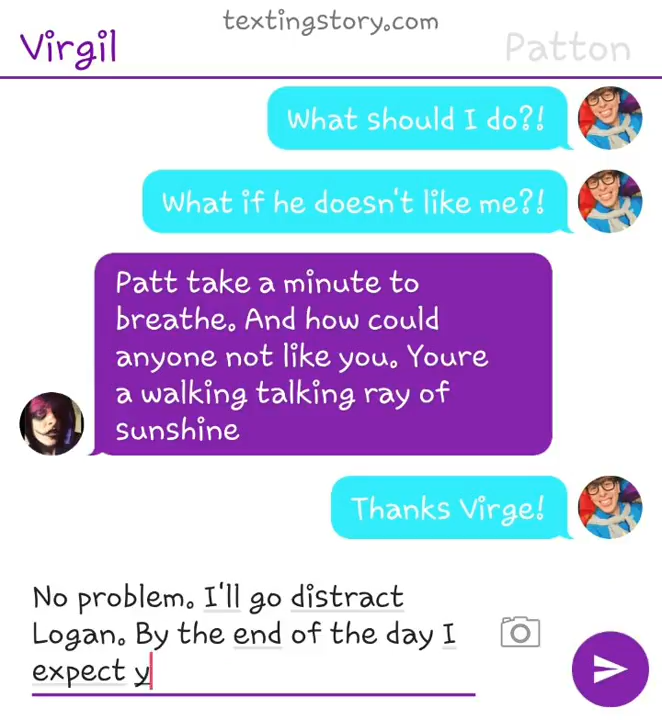 textingstory.com
Virgil
Patton
What should I do?!
What if he doesn't like me?!
Patt take a minute to
breathe. And how could
anyone not like you. Youre
a walking talking ray of
sunshine
Thanks Virge!
No problem. I'll go distract
Logan. By the end of the day I
expect y